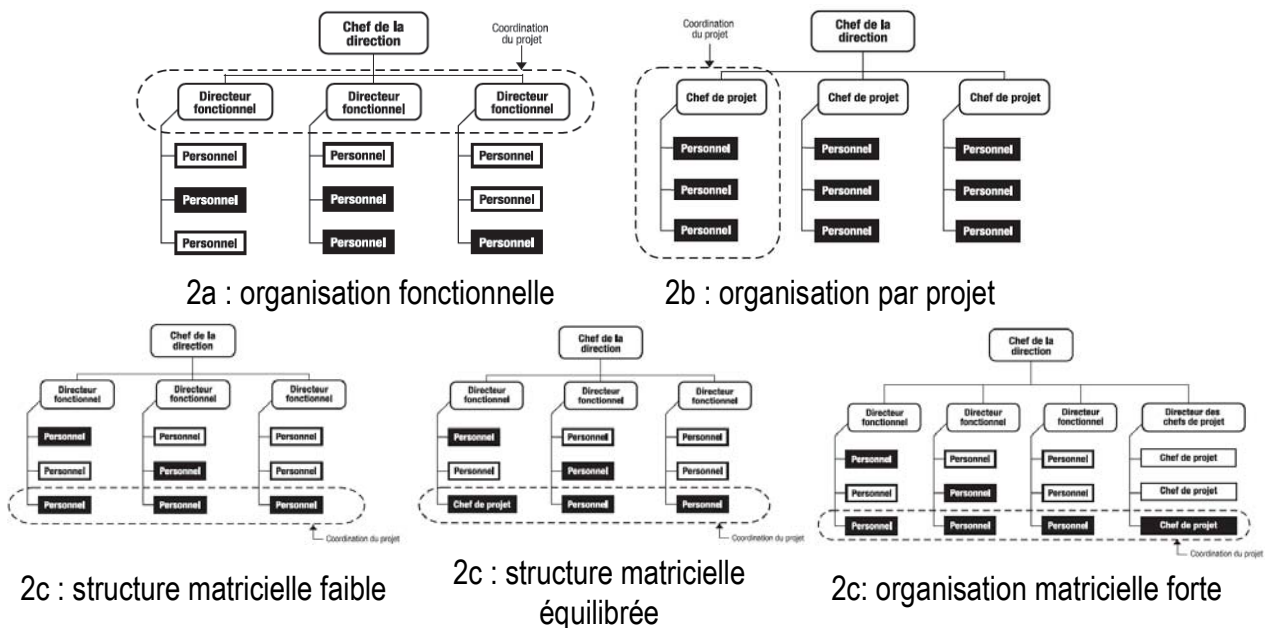 Chef de la
direction
Coordination
du projet
Directeur
fonctionnel
Directeur
fonctionnel
Directeur
fonctionnel
Personnel
Personnel
Personnel
Personnel
Personnel
Personnel
Personnel
Personnel
Personnel
2a : organisation fonctionnelle
Coordination
du projet
Chef de la
direction
Chef de projet
Chef de projet
Chef de projet
Personnel
Personnel
Personnel
Personnel
Personnel
Personnel
Personnel
Personnel
Personnel
2b : organisation par projet
Chef de la
direction
Directeur
fonctionnel
Directeur
fonctionnel
Directeur
fonctionnel
Personnel
Personnel
Personnel
Personnel
Personnel
Personnel
Personnel
Personnel
Personnel
Coordination du projet
2c : structure matricielle faible
Chef de la
direction
Directeur
fonctionnel
Directeur
fonctionnel
Directeur
fonctionnel
Personnel
Personnel
Personnel
Personnel
Personnel
Personnel
Chef de projet
Personnel
Personnel
Coordination du projet
2c : structure matricielle
équilibrée
Chef de la
direction
Directeur
fonctionnel
Directeur
fonctionnel
Directeur
fonctionnel
Directeur des
chefs de projet
Personnel
Personnel
Personnel
Chef de projet
Personnel
Personnel
Personnel
Chef de projet
Personnel
Personnel
Personnel
Chef de projet
Coordination du projet
2c: organisation matricielle forte